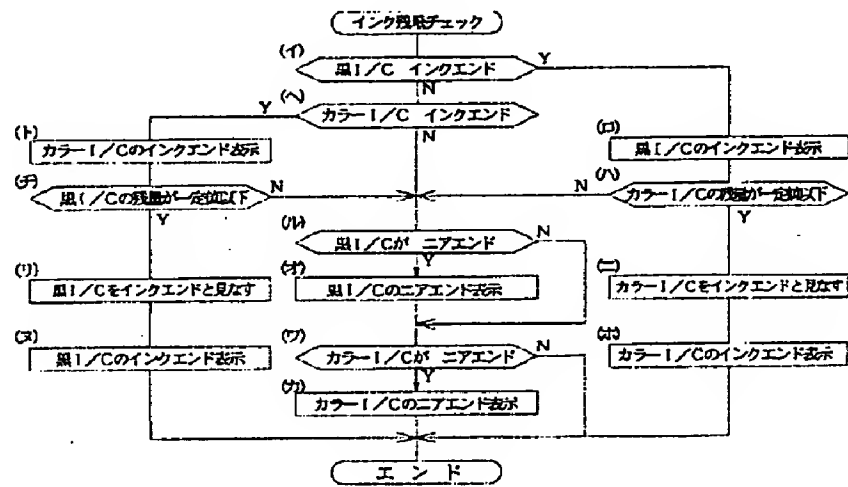 インク残量チェック
(イ)
黒I/C インクエンド
Y
N
(ヘ)
Y
カラーI/C インクエンド
N
(ト)
カラーI/Cのインクエンド表示
(ロ)
黒I/Cのインクエンド表示
(チ)
黒I/Cの残量が一定値以下
N
Y
N
(ハ)
カラーI/Cの残量が一定値以下
Y
(ル)
黒I/Cが ニアエンド
N
Y
(リ)
黒I/Cをインクエンドと見なす
(オ)
黒I/Cのニアエンド表示
(ニ)
カラーI/Cをインクエンドと見なす
(ヌ)
黒I/Cのインクエンド表示
(ワ)
カラーI/Cが ニアエンド
N
Y
(ホ)
カラーI/Cのインクエンド表示
(カ)
カラーI/Cのニアエンド表示
エンド